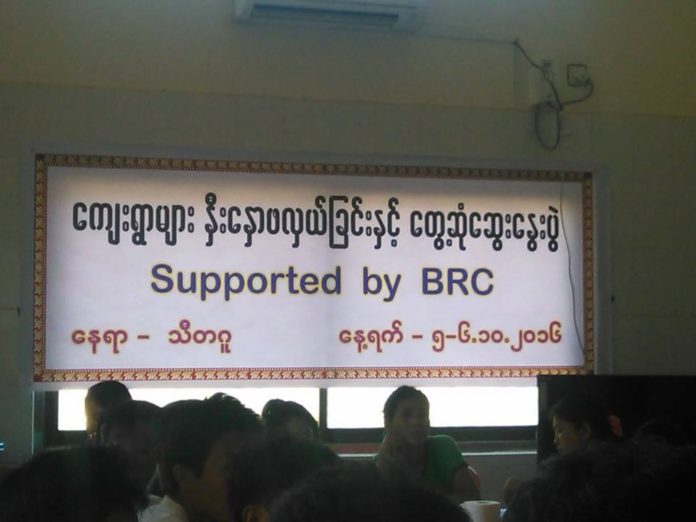 ကျေးရွာများ နှီးနှောဖလှယ်ခြင်းနှင့် တွေ့ဆုံဆွေးနွေးပွဲ
Supported by BRC
နေရာ - သီတဂူ နေ့ရက် - ၅-၆.၁၀.၂၀၁၆